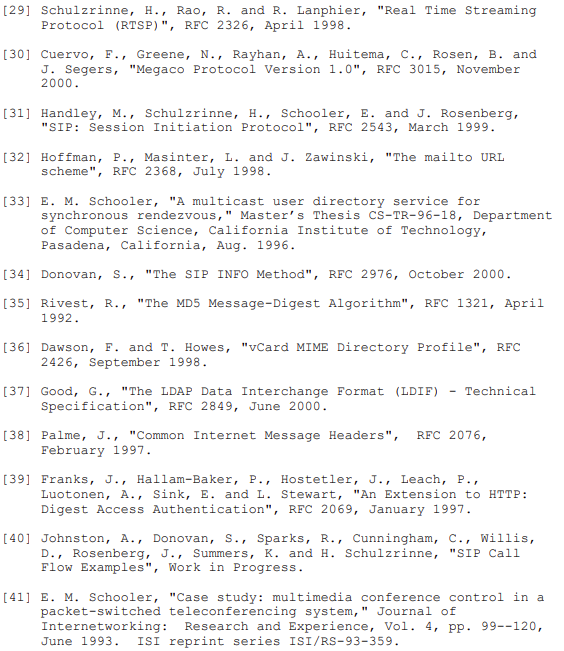 [29] Schulzrinne, H., Rao, R. and R. Lanphier, "Real Time Streaming
Protocol (RTSP)", RFC 2326, April 1998.
[30] Cuervo, F., Greene, N., Rayhan, A., Huitema, C., Rosen, B. and
J. Segers, "Megaco Protocol Version 1.0", RFC 3015, November
2000.
[31] Handley, M., Schulzrinne, H., Schooler, E. and J. Rosenberg,
"SIP: Session Initiation Protocol", RFC 2543, March 1999.
[32] Hoffman, P., Masinter, L. and J. Zawinski, "The mailto URL
scheme", RFC 2368, July 1998.
[33] E. M. Schooler, "A multicast user directory service for
synchronous rendezvous," Master's Thesis CS-TR-96-18, Department
of Computer Science, California Institute of Technology,
Pasadena, California, Aug. 1996.
[34] Donovan, S., "The SIP INFO Method", RFC 2976, October 2000.
[35] Rivest, R., "The MD5 Message-Digest Algorithm", RFC 1321, April
1992.
[36] Dawson, F. and T. Howes, "vCard MIME Directory Profile", RFC
2426, September 1998.
[37] Good, G., "The LDAP Data Interchange Format (LDIF) - Technical
Specification", RFC 2849, June 2000.
[38] Palme, J., "Common Internet Message Headers",  RFC 2076,
February 1997.
[39] Franks, J., Hallam-Baker, P., Hostetler, J., Leach, P.,
Luotonen, A., Sink, E. and L. Stewart, "An Extension to HTTP:
Digest Access Authentication", RFC 2069, January 1997.
[40] Johnston, A., Donovan, S., Sparks, R., Cunningham, C., Willis,
D., Rosenberg, J., Summers, K. and H. Schulzrinne, "SIP Call
Flow Examples", Work in Progress.
[41] E. M. Schooler, "Case study: multimedia conference control in a
packet-switched teleconferencing system," Journal of
Internetworking:  Research and Experience, Vol. 4, pp. 99--120,
June 1993.  ISI reprint series ISI/RS-93-359.